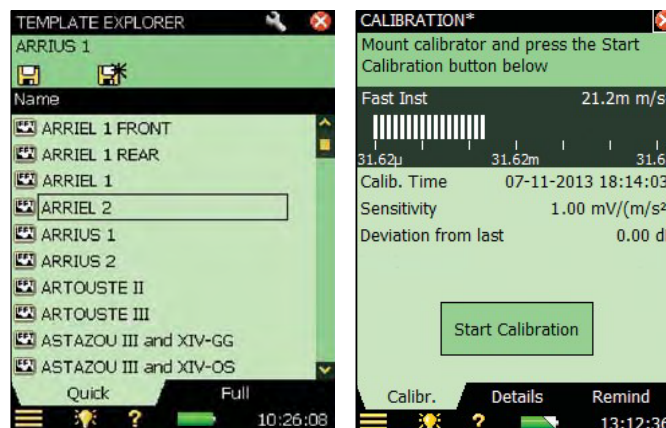 TEMPLATE EXPLORER
ARRIUS 1
Name
ARRIEL 1 FRONT
ARRIEL 1 REAR
ARRIEL 1
ARRIEL 2
ARRIUS 1
ARRIUS 2
ARTOUSTE II
ARTOUSTE III
ASTAZOU III and XIV-GG
ASTAZOU III and XIV-OS
Quick Full
? 10:26:08
CALIBRATION*
Mount calibrator and press the Start
Calibration button below
Fast Inst 21.2m m/s
31.62µ 31.62m 31.6
Calib. Time 07-11-2013 18:14:03
Sensitivity 1.00 mV/(m/s²
Deviation from last 0.00 d
Start Calibration
Calibr. Details Remind
? 13:12:36